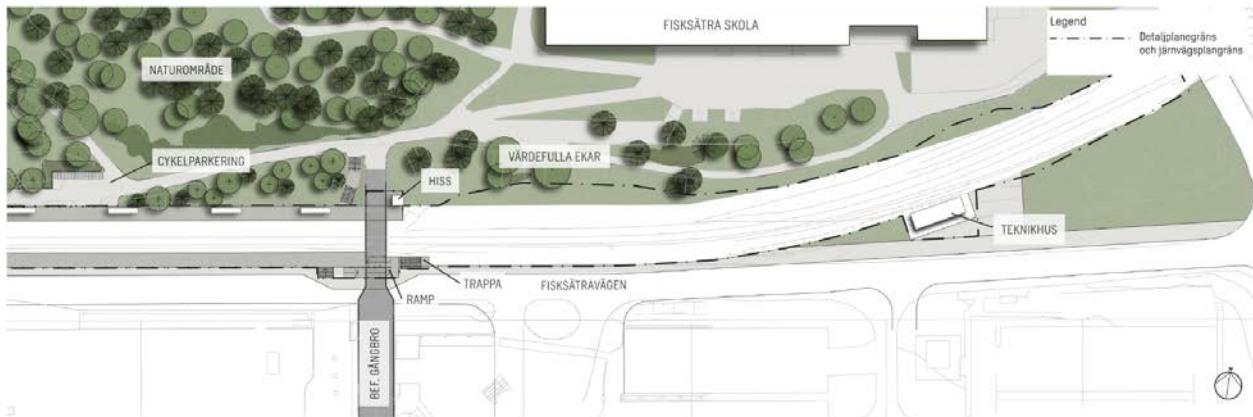 FISKSÄTRA SKOLA
Legend
Detaljplanegräns
och järnvägsplangräns
NATUROMRÅDE
CYKELPARKERING
VÄRDEFULLA EKAR
HISS
TEKNIKHUS
TRAPPA
FISKSÄTRAVÄGEN
RAMP
BEF. GÅNGBRO
N